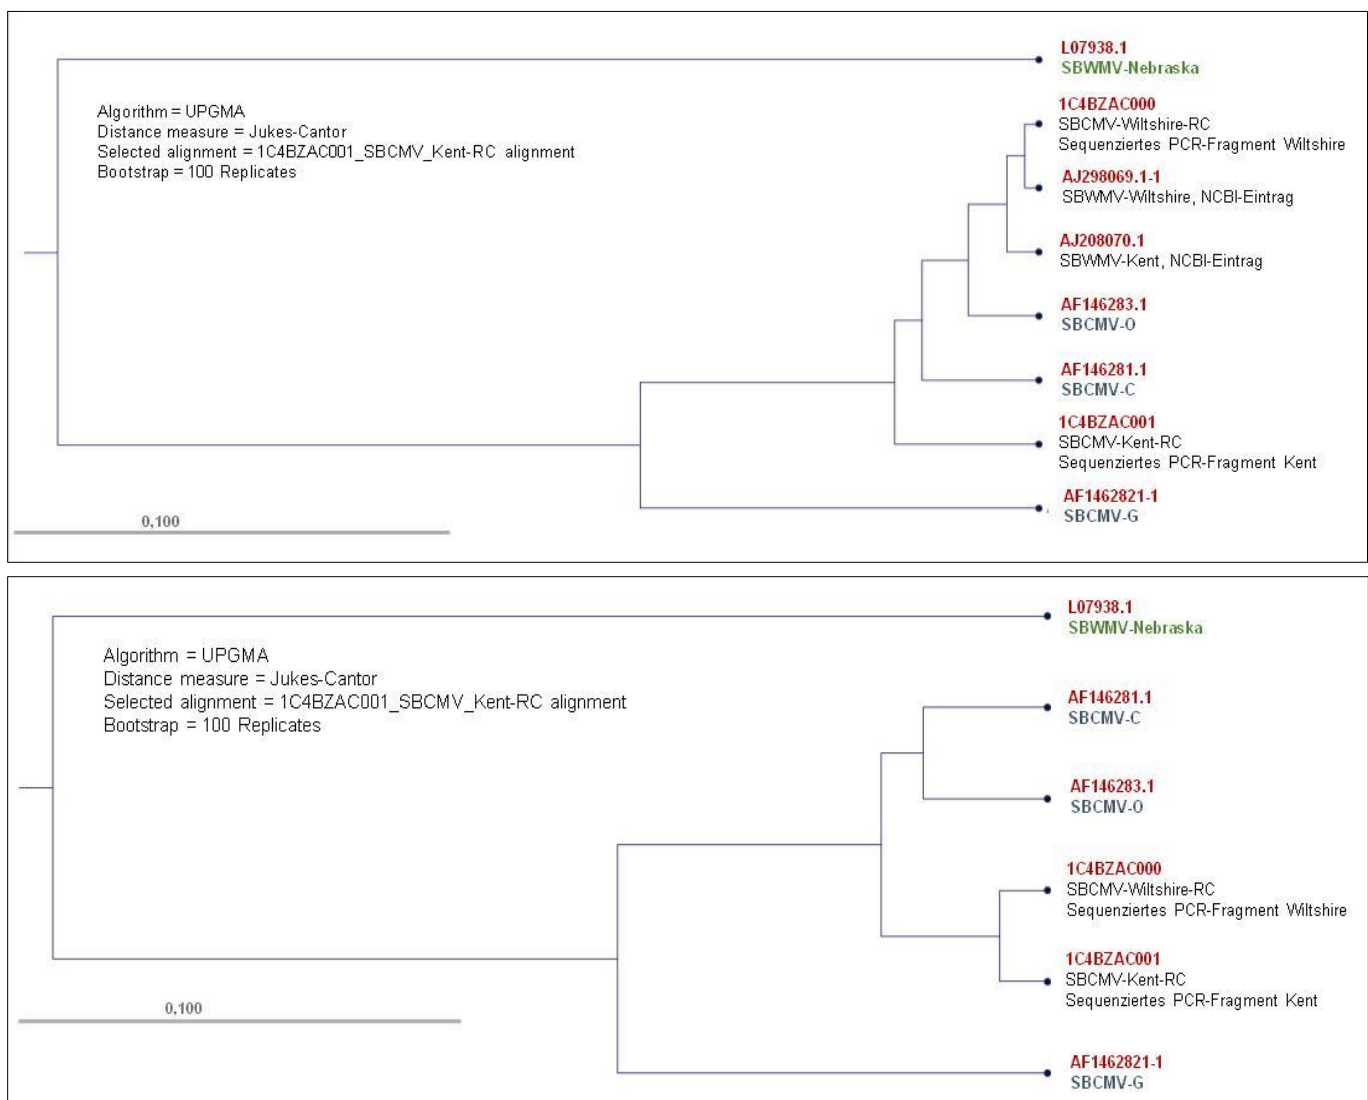 L07938.1
SBWMV-Nebraska
Algorithm = UPGMA
Distance measure = Jukes-Cantor
Selected alignment = 1C4BZAC001_SBCMV_Kent-RC alignment
Bootstrap = 100 Replicates
1C4BZAC000
SBCMV-Wiltshire-RC
Sequenziertes PCR-Fragment Wiltshire
AJ298069.1-1
SBWMV-Wiltshire, NCBI-Eintrag
AJ208070.1
SBWMV-Kent, NCBI-Eintrag
AF146283.1
SBCMV-O
AF146281.1
SBCMV-C
1C4BZAC001
SBCMV-Kent-RC
Sequenziertes PCR-Fragment Kent
AF1462821-1
SBCMV-G
0,100
L07938.1
SBWMV-Nebraska
Algorithm = UPGMA
Distance measure = Jukes-Cantor
Selected alignment = 1C4BZAC001_SBCMV_Kent-RC alignment
Bootstrap = 100 Replicates
AF146281.1
SBCMV-C
AF146283.1
SBCMV-O
1C4BZAC000
SBCMV-Wiltshire-RC
Sequenziertes PCR-Fragment Wiltshire
1C4BZAC001
SBCMV-Kent-RC
Sequenziertes PCR-Fragment Kent
0,100
AF1462821-1
SBCMV-G